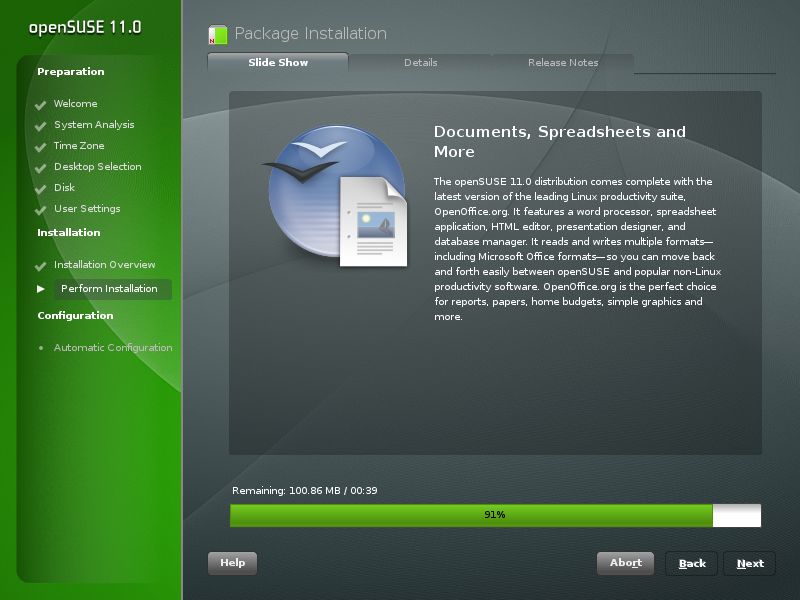 openSUSE 11.0
Preparation
Welcome
System Analysis
Time Zone
Desktop Selection
Disk
User Settings
Installation
Installation Overview
Perform Installation
Configuration
Automatic Configuration
Package Installation
Slide Show
Details
Release Notes
Documents, Spreadsheets and
More
The openSUSE 11.0 distribution comes complete with the
latest version of the leading Linux productivity suite,
OpenOffice.org. It features a word processor, spreadsheet
application, HTML editor, presentation designer, and
database manager. It reads and writes multiple formats—
including Microsoft Office formats—so you can move back
and forth easily between openSUSE and popular non-Linux
productivity software. OpenOffice.org is the perfect choice
for reports, papers, home budgets, simple graphics and
more.
Remaining: 100.86 MB / 00:39
91%
Help
Abort
Back
Next